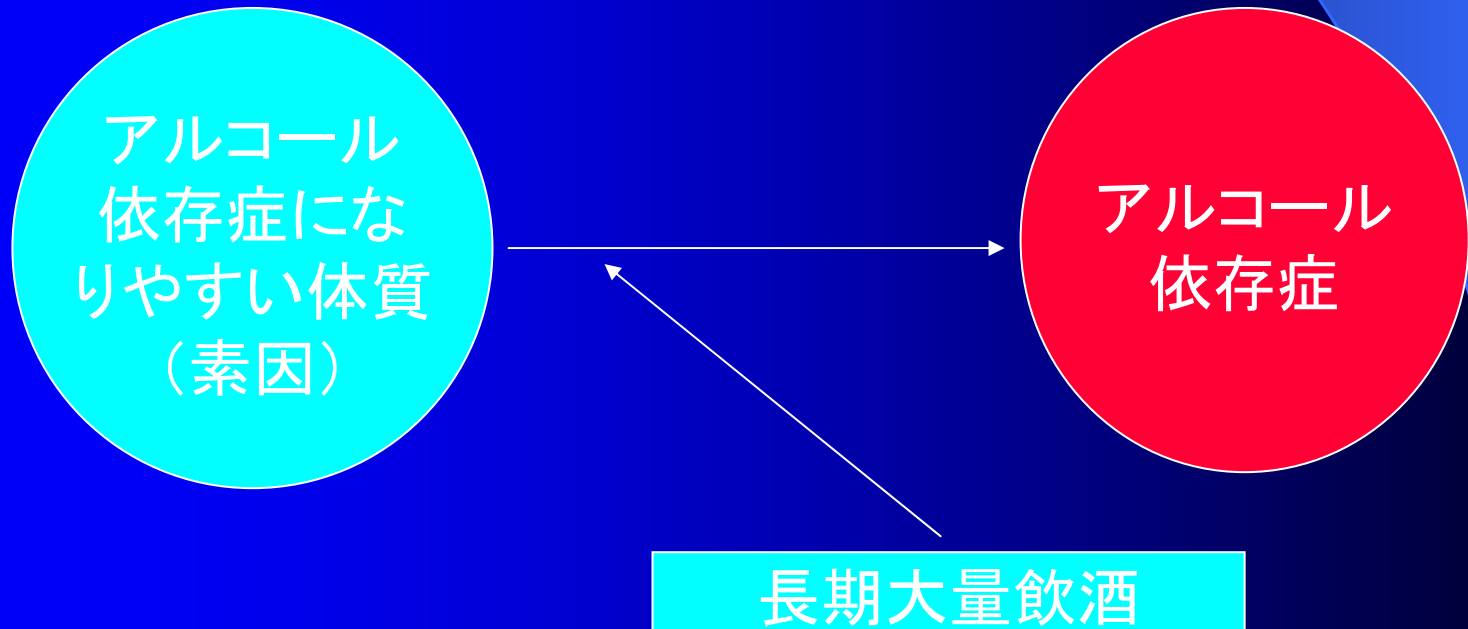 アルコール
依存症にな
りやすい体質
（素因）
アルコール
依存症
長期大量飲酒